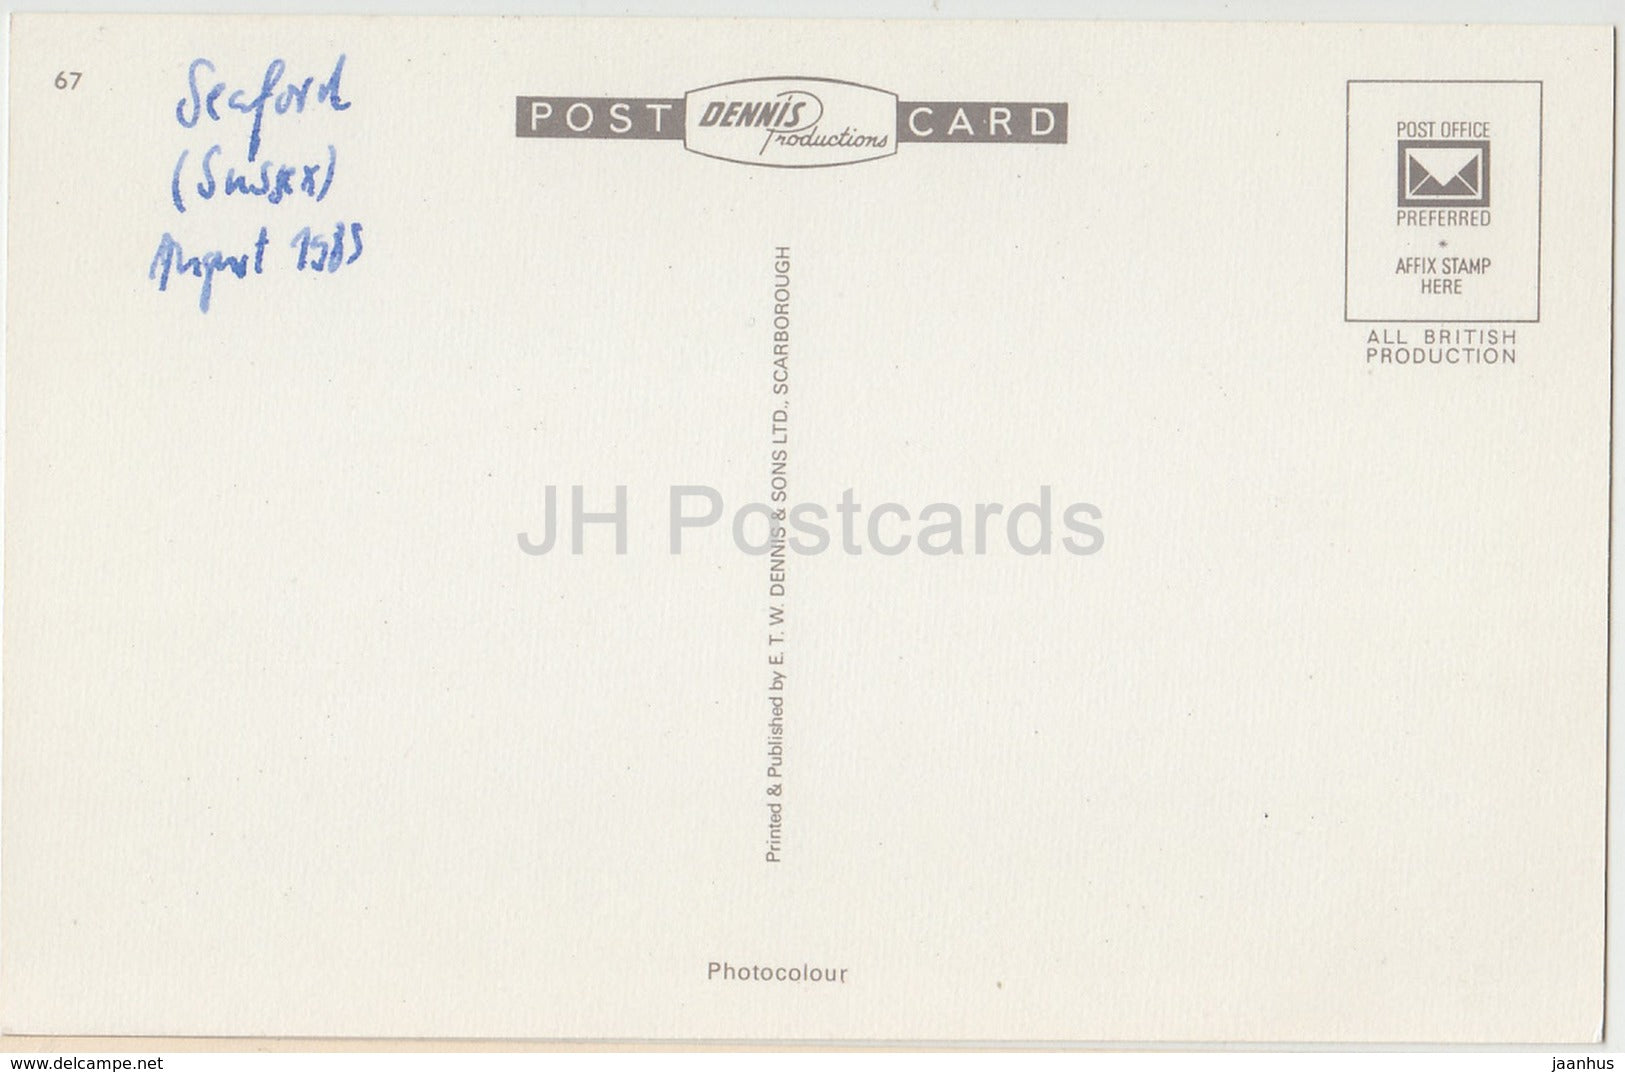 67
Seaford
(Sussex)
August 1985
POST DENNIS Productions CARD
POST OFFICE
PREFERRED
*
AFFIX STAMP
HERE
ALL BRITISH
PRODUCTION
Printed & Published by E. T. W. DENNIS & SONS LTD., SCARBOROUGH
JH Postcards
Photocolour
www.delcampe.net
jaanhus